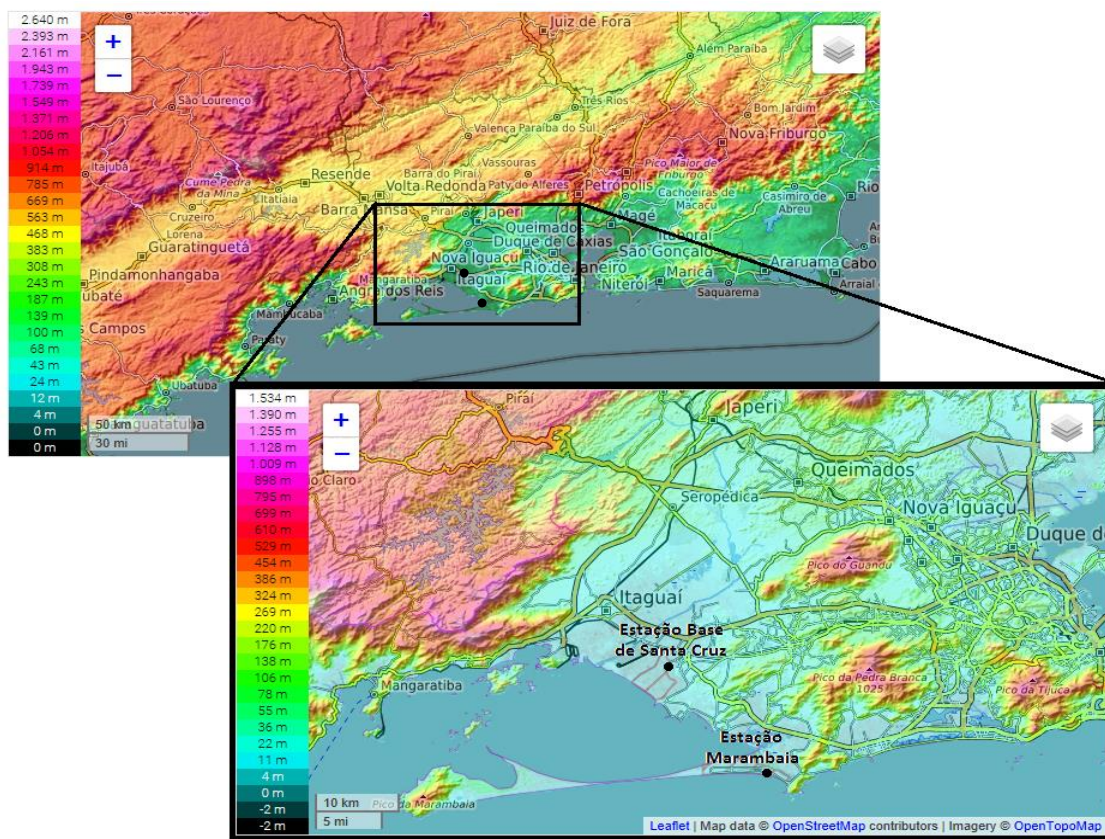 2.640 m
2.393 m
2.161 m
1.943 m
1.739 m
1.549 m
1.371 m
1.206 m
1.054 m
914 m
785 m
669 m
563 m
468 m
383 m
308 m
243 m
187 m
139 m
100 m
68 m
43 m
24 m
12 m
4 m
0 m
0 m
+
−
50 km
30 mi
Juiz de Fora
Além Paraíba
São Lourenço
Três Rios
Bom Jardim
Valença
Paraíba do Sul
Nova Friburgo
Itajubá
Cume Pedra da Mina
Resende
Barra do Piraí
Vassouras
Pico Maior de Friburgo
Itatiaia
Volta Redonda
Paty do Alferes
Petrópolis
Cachoeiras de Macacu
Casimiro de Abreu
Rio
Cruzeiro
Barra Mansa
Piraí
Japeri
Magé
Lorena
Queimados
Itaboraí
Guaratinguetá
Duque de Caxias
São Gonçalo
Araruama
Cabo
Pindamonhangaba
Nova Iguaçu
Rio de Janeiro
Maricá
Mangaratiba
Itaguaí
Niterói
Saquarema
Arraial
Angra dos Reis
Mambucaba
Campos
Paraty
Ubatuba
1.534 m
1.390 m
1.255 m
1.128 m
1.009 m
898 m
795 m
699 m
610 m
529 m
454 m
386 m
324 m
269 m
220 m
176 m
138 m
106 m
78 m
55 m
36 m
22 m
11 m
4 m
0 m
-2 m
-2 m
+
−
10 km
5 mi
Piraí
Japeri
Queimados
Claro
Seropédica
Nova Iguaçu
Duque de
Pico do Guandu
Itaguaí
Estação Base
de Santa Cruz
Pico da Pedra Branca
1025
Pico da Tijuca
Mangaratiba
Estação
Marambaia
Pico da Marambaia
Leaflet | Map data © OpenStreetMap contributors | Imagery © OpenTopoMap